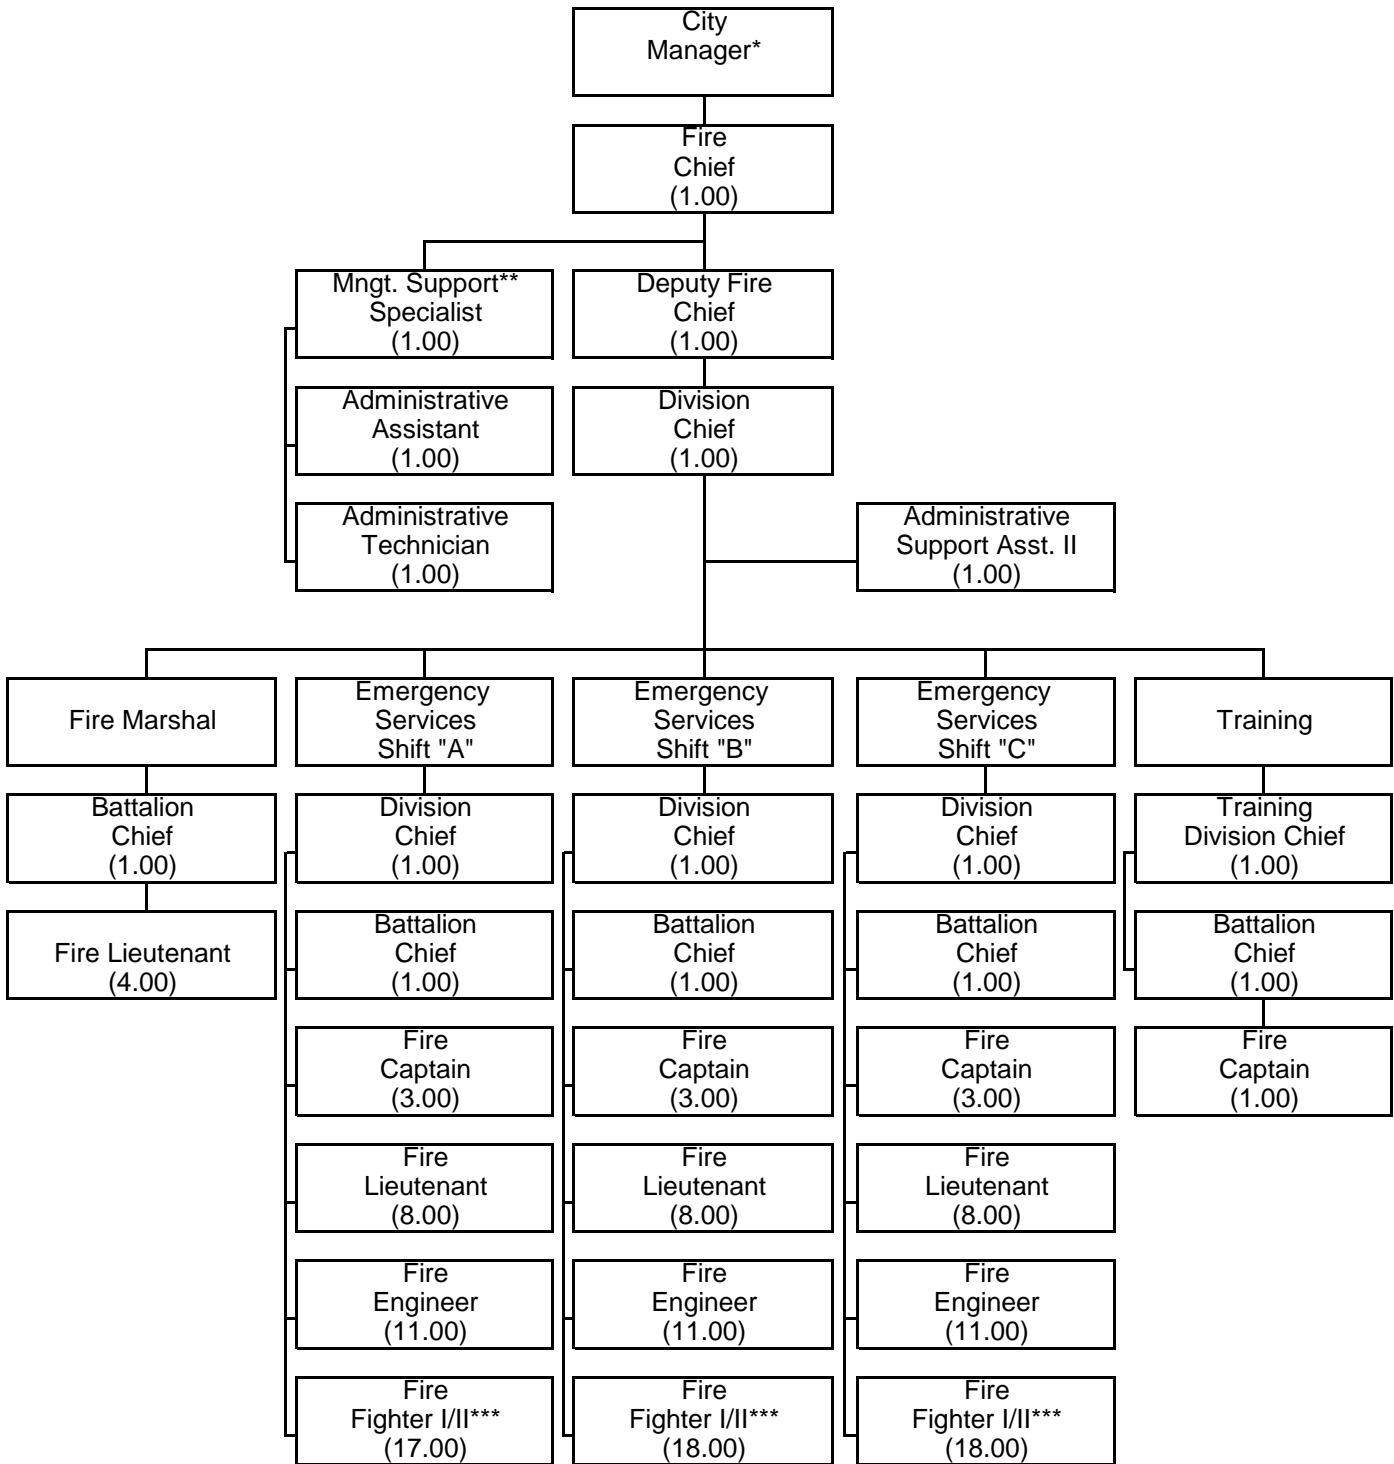 City
Manager*
Fire
Chief
(1.00)
Mngt. Support**
Specialist
(1.00)
Deputy Fire
Chief
(1.00)
Administrative
Assistant
(1.00)
Division
Chief
(1.00)
Administrative
Technician
(1.00)
Administrative
Support Asst. II
(1.00)
Fire Marshal
Emergency
Services
Shift "A"
Emergency
Services
Shift "B"
Emergency
Services
Shift "C"
Training
Battalion
Chief
(1.00)
Division
Chief
(1.00)
Division
Chief
(1.00)
Division
Chief
(1.00)
Training
Division Chief
(1.00)
Fire Lieutenant
(4.00)
Battalion
Chief
(1.00)
Battalion
Chief
(1.00)
Battalion
Chief
(1.00)
Battalion
Chief
(1.00)
Fire
Captain
(3.00)
Fire
Captain
(3.00)
Fire
Captain
(3.00)
Fire
Captain
(1.00)
Fire
Lieutenant
(8.00)
Fire
Lieutenant
(8.00)
Fire
Lieutenant
(8.00)
Fire
Engineer
(11.00)
Fire
Engineer
(11.00)
Fire
Engineer
(11.00)
Fire
Fighter I/II***
(17.00)
Fire
Fighter I/II***
(18.00)
Fire
Fighter I/II***
(18.00)